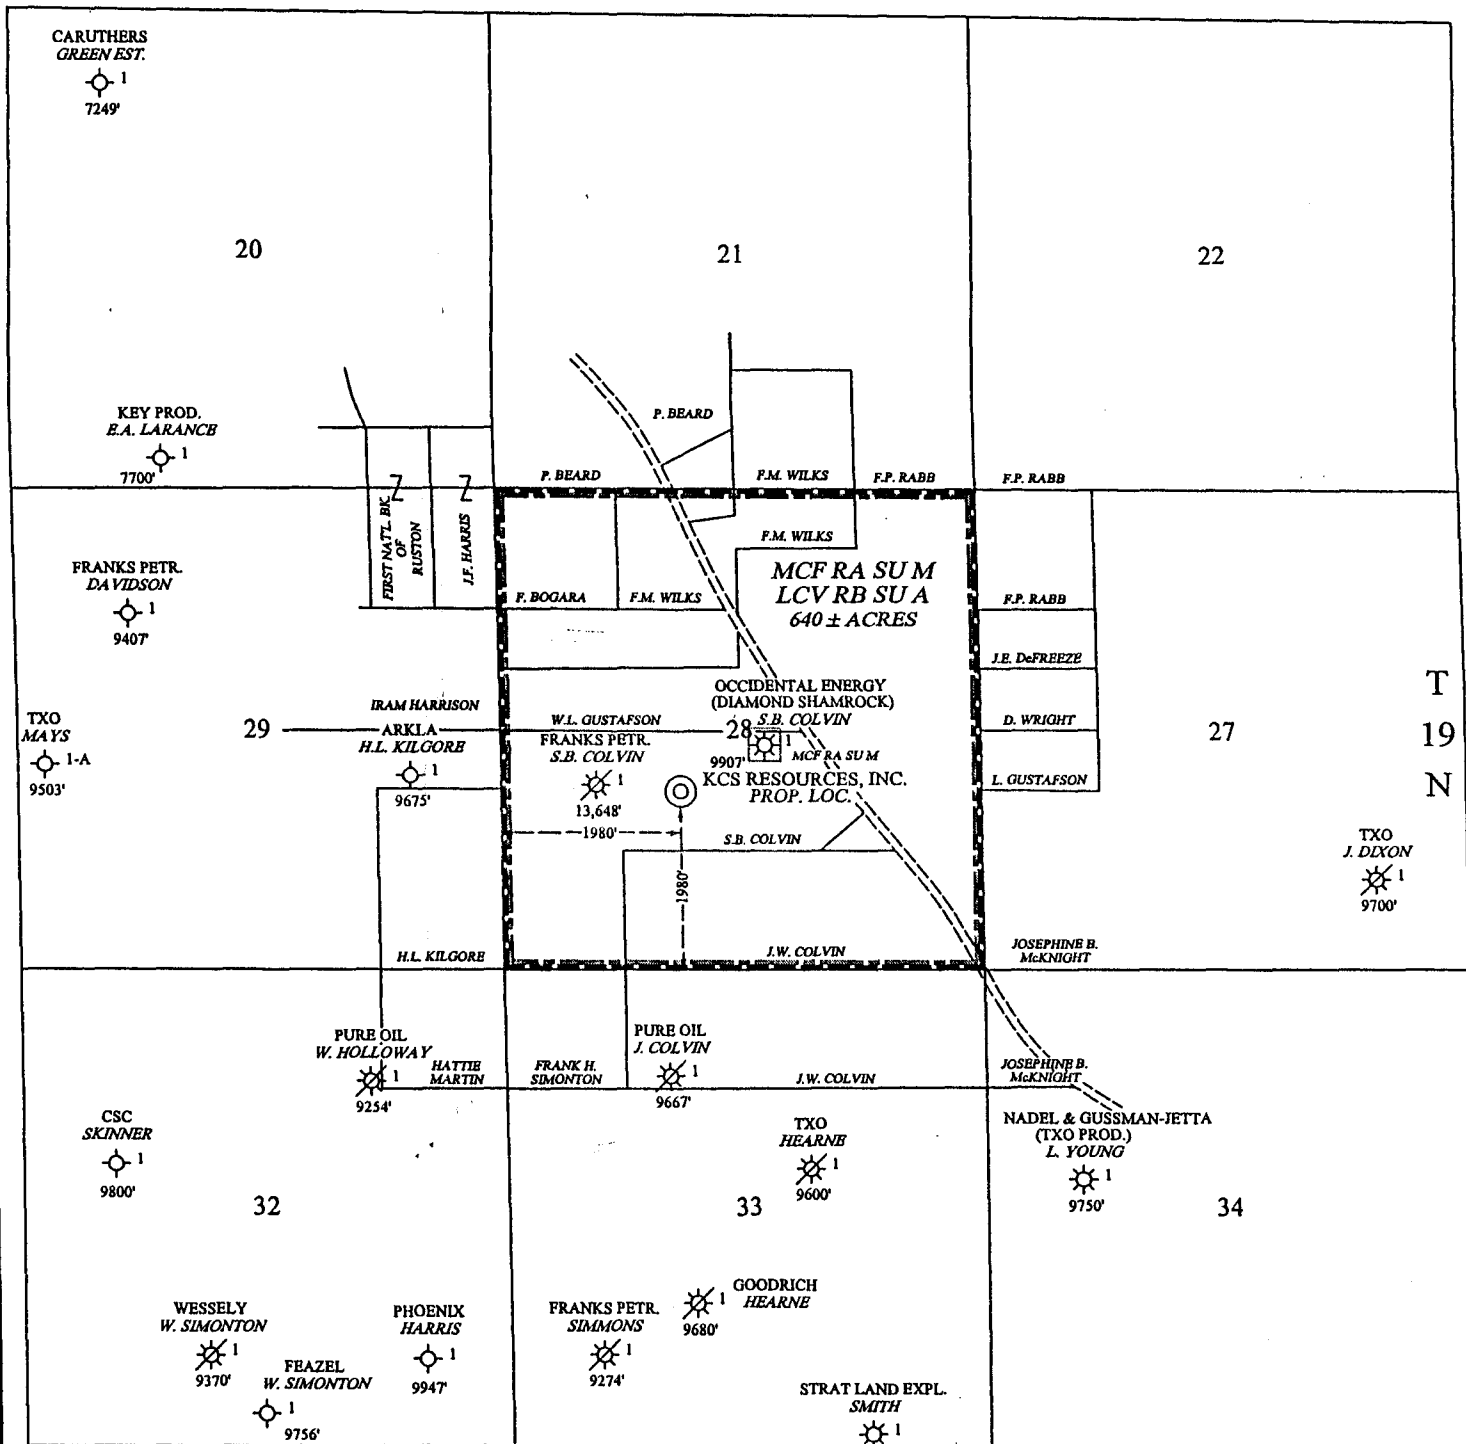 CARUTHERS
GREEN EST.
1
7249'
20
21
22
KEY PROD.
E.A. LARANCE
1
7700'
P. BEARD
P. BEARD
F.M. WILKS
F.P. RABB
F.P. RABB
Z
Z
FIRST NAT'L. BK.
OF
RUSTON
J.F. HARRIS
F.M. WILKS
FRANKS PETR.
DAVIDSON
1
9407'
F. BOGARA
F.M. WILKS
MCF RA SU M
LCV RB SU A
640 ± ACRES
F.P. RABB
J.E. DeFREEZE
T
19
N
TXO
MAYS
1-A
9503'
29
IRAM HARRISON
ARKLA
H.L. KILGORE
1
9675'
W.L. GUSTAFSON
FRANKS PETR.
S.B. COLVIN
1
13,648'
OCCIDENTAL ENERGY
(DIAMOND SHAMROCK)
S.B. COLVIN
28
1
9907'
MCF RA SU M
KCS RESOURCES, INC.
PROP. LOC.
D. WRIGHT
27
L. GUSTAFSON
1980'
1980'
S.B. COLVIN
TXO
J. DIXON
1
9700'
H.L. KILGORE
J.W. COLVIN
JOSEPHINE B.
McKNIGHT
PURE OIL
W. HOLLOWAY
1
9254'
HATTIE
MARTIN
FRANK H.
SIMONTON
PURE OIL
J. COLVIN
1
9667'
J.W. COLVIN
JOSEPHINE B.
McKNIGHT
CSC
SKINNER
1
9800'
TXO
HEARNE
1
9600'
NADEL & GUSSMAN-JETTA
(TXO PROD.)
L. YOUNG
1
9750'
32
33
34
WESSELY
W. SIMONTON
1
9370'
FEAZEL
W. SIMONTON
1
9756'
PHOENIX
HARRIS
1
9947'
FRANKS PETR.
SIMMONS
1
9274'
GOODRICH
HEARNE
1
9680'
STRAT LAND EXPL.
SMITH
1